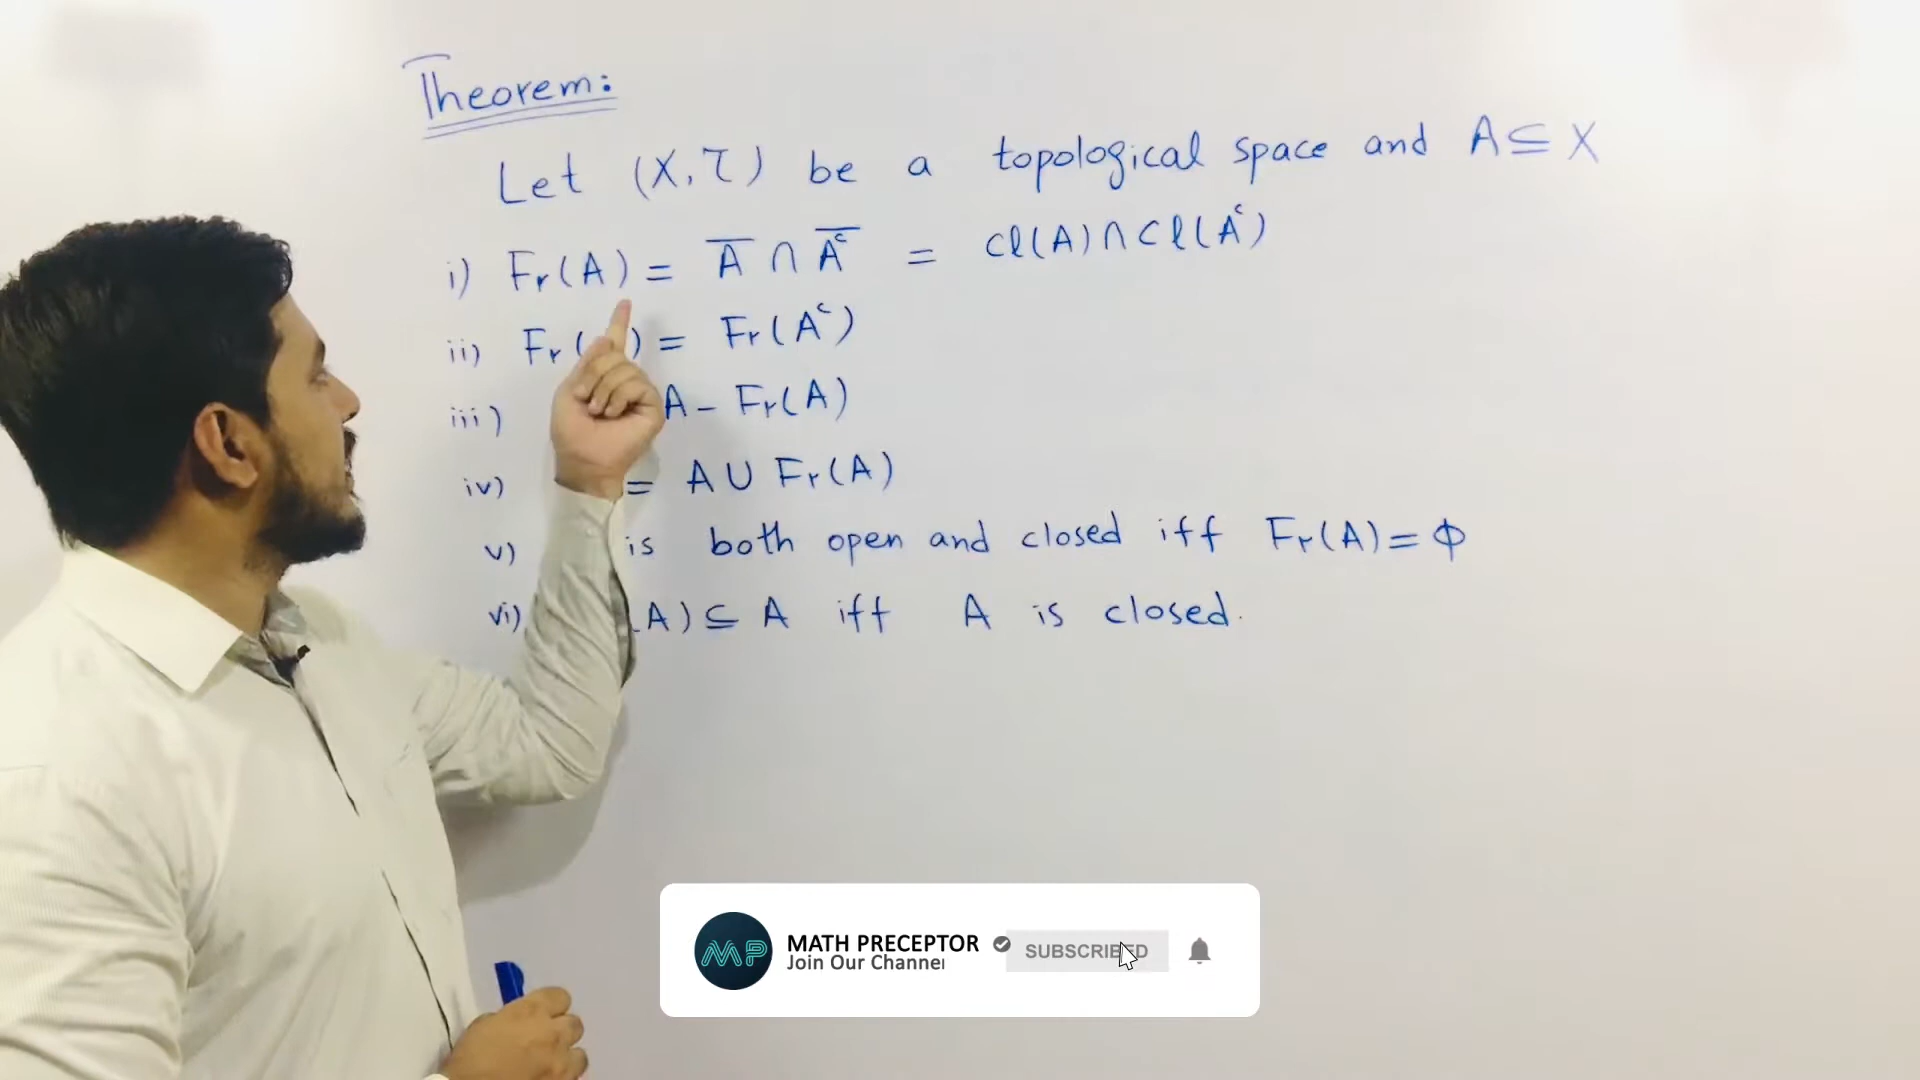 Theorem:
Let (X, τ) be a topological space and A ⊆ X
i) Fr(A) = A̅ ∩ A̅ᶜ̅ = Cl(A) ∩ Cl(Aᶜ)
ii) Fr( ) = Fr(Aᶜ)
iii) A - Fr(A)
iv) = A ∪ Fr(A)
v) is both open and closed iff Fr(A) = Φ
vi) (A) ⊆ A iff A is closed.
MP
MATH PRECEPTOR
Join Our Channel
SUBSCRIBED